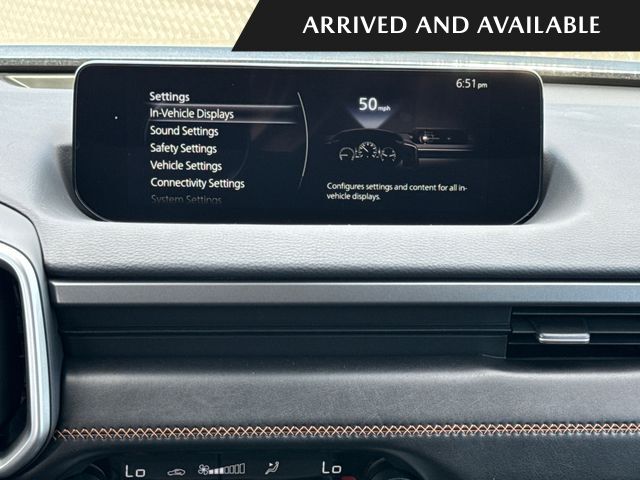 ARRIVED AND AVAILABLE
6:51 pm
Settings
In-Vehicle Displays
Sound Settings
Safety Settings
Vehicle Settings
Connectivity Settings
System Settings
50 mph
Configures settings and content for all in-
vehicle displays.
Lo
Lo